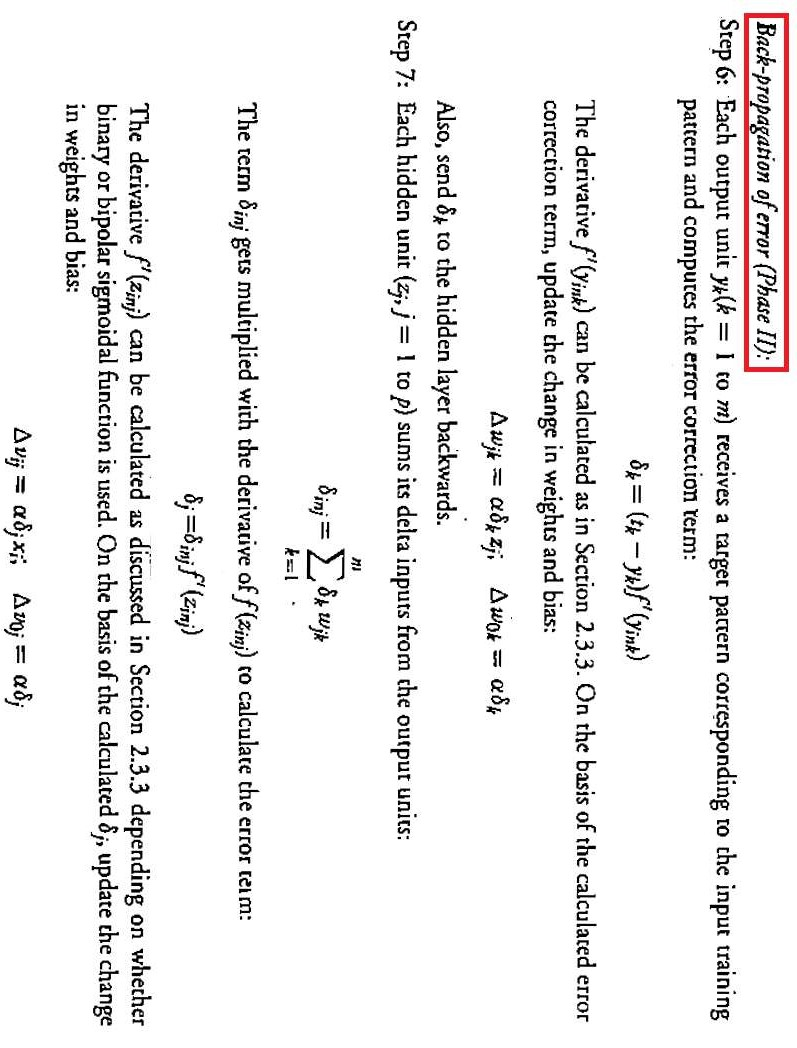 Back-propagation of error (Phase II):
Step 6: Each output unit yₖ(k = 1 to m) receives a target pattern corresponding to the input training
pattern and computes the error correction term:
δₖ = (tₖ − yₖ)f′(yᵢₙₖ)
The derivative f′(yᵢₙₖ) can be calculated as in Section 2.3.3. On the basis of the calculated error
correction term, update the change in weights and bias:
Δwⱼₖ = αδₖzⱼ; Δw₀ₖ = αδₖ
Also, send δₖ to the hidden layer backwards.
Step 7: Each hidden unit (zⱼ, j = 1 to p) sums its delta inputs from the output units:
δᵢₙⱼ = ∑ₖ₌₁ᵐ δₖ wⱼₖ
The term δᵢₙⱼ gets multiplied with the derivative of f(zᵢₙⱼ) to calculate the error term:
δⱼ=δᵢₙⱼ f′(zᵢₙⱼ)
The derivative f′(zᵢₙⱼ) can be calculated as discussed in Section 2.3.3 depending on whether
binary or bipolar sigmoidal function is used. On the basis of the calculated δⱼ, update the change
in weights and bias:
Δvᵢⱼ = αδⱼxᵢ; Δv₀ⱼ = αδⱼ